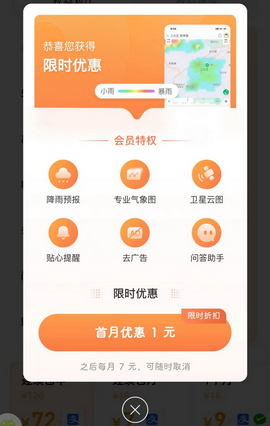 恭喜您获得
限时优惠
小雨 暴雨
会员特权
降雨预报 专业气象图 卫星云图
贴心提醒 去广告 问答助手
限时优惠
限时折扣
首月优惠 1 元
之后每月 7 元，可随时取消
¥72 ¥9 ¥9